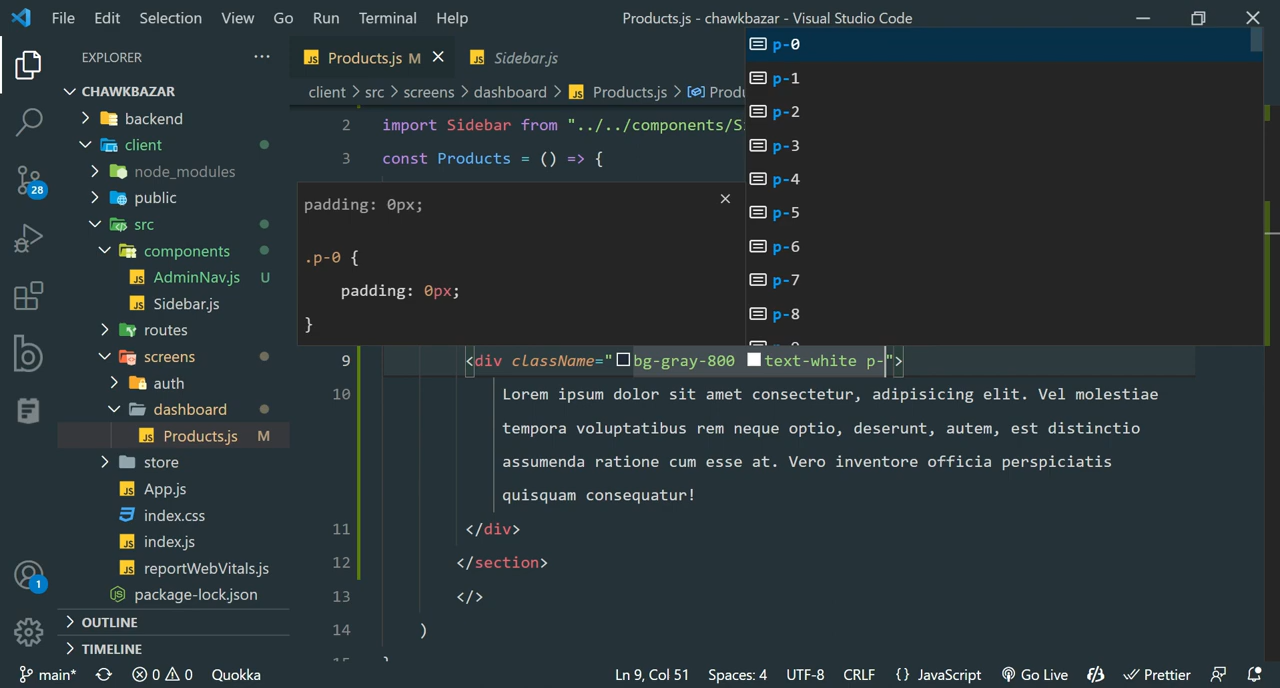 File Edit Selection View Go Run Terminal Help Products.js - chawkbazar - Visual Studio Code
EXPLORER ···
Products.js M
Sidebar.js
CHAWKBAZAR
backend
client
node_modules
public
src
components
AdminNav.js U
Sidebar.js
routes
screens
auth
dashboard
Products.js M
store
App.js
index.css
index.js
reportWebVitals.js
package-lock.json
OUTLINE
TIMELINE
28
1
client > src > screens > dashboard > Products.js >
2 import Sidebar from "../../components/
3 const Products = () => {
padding: 0px;
.p-0 {
padding: 0px;
}
p-0
p-1
p-2
p-3
p-4
p-5
p-6
p-7
p-8
9 <div className="bg-gray-800 text-white p-">
10 Lorem ipsum dolor sit amet consectetur, adipisicing elit. Vel molestiae
tempora voluptatibus rem neque optio, deserunt, autem, est distinctio
assumenda ratione cum esse at. Vero inventore officia perspiciatis
quisquam consequatur!
11 </div>
12 </section>
13 </>
14 )
main* 0 0 Quokka Ln 9, Col 51 Spaces: 4 UTF-8 CRLF {} JavaScript Go Live Prettier